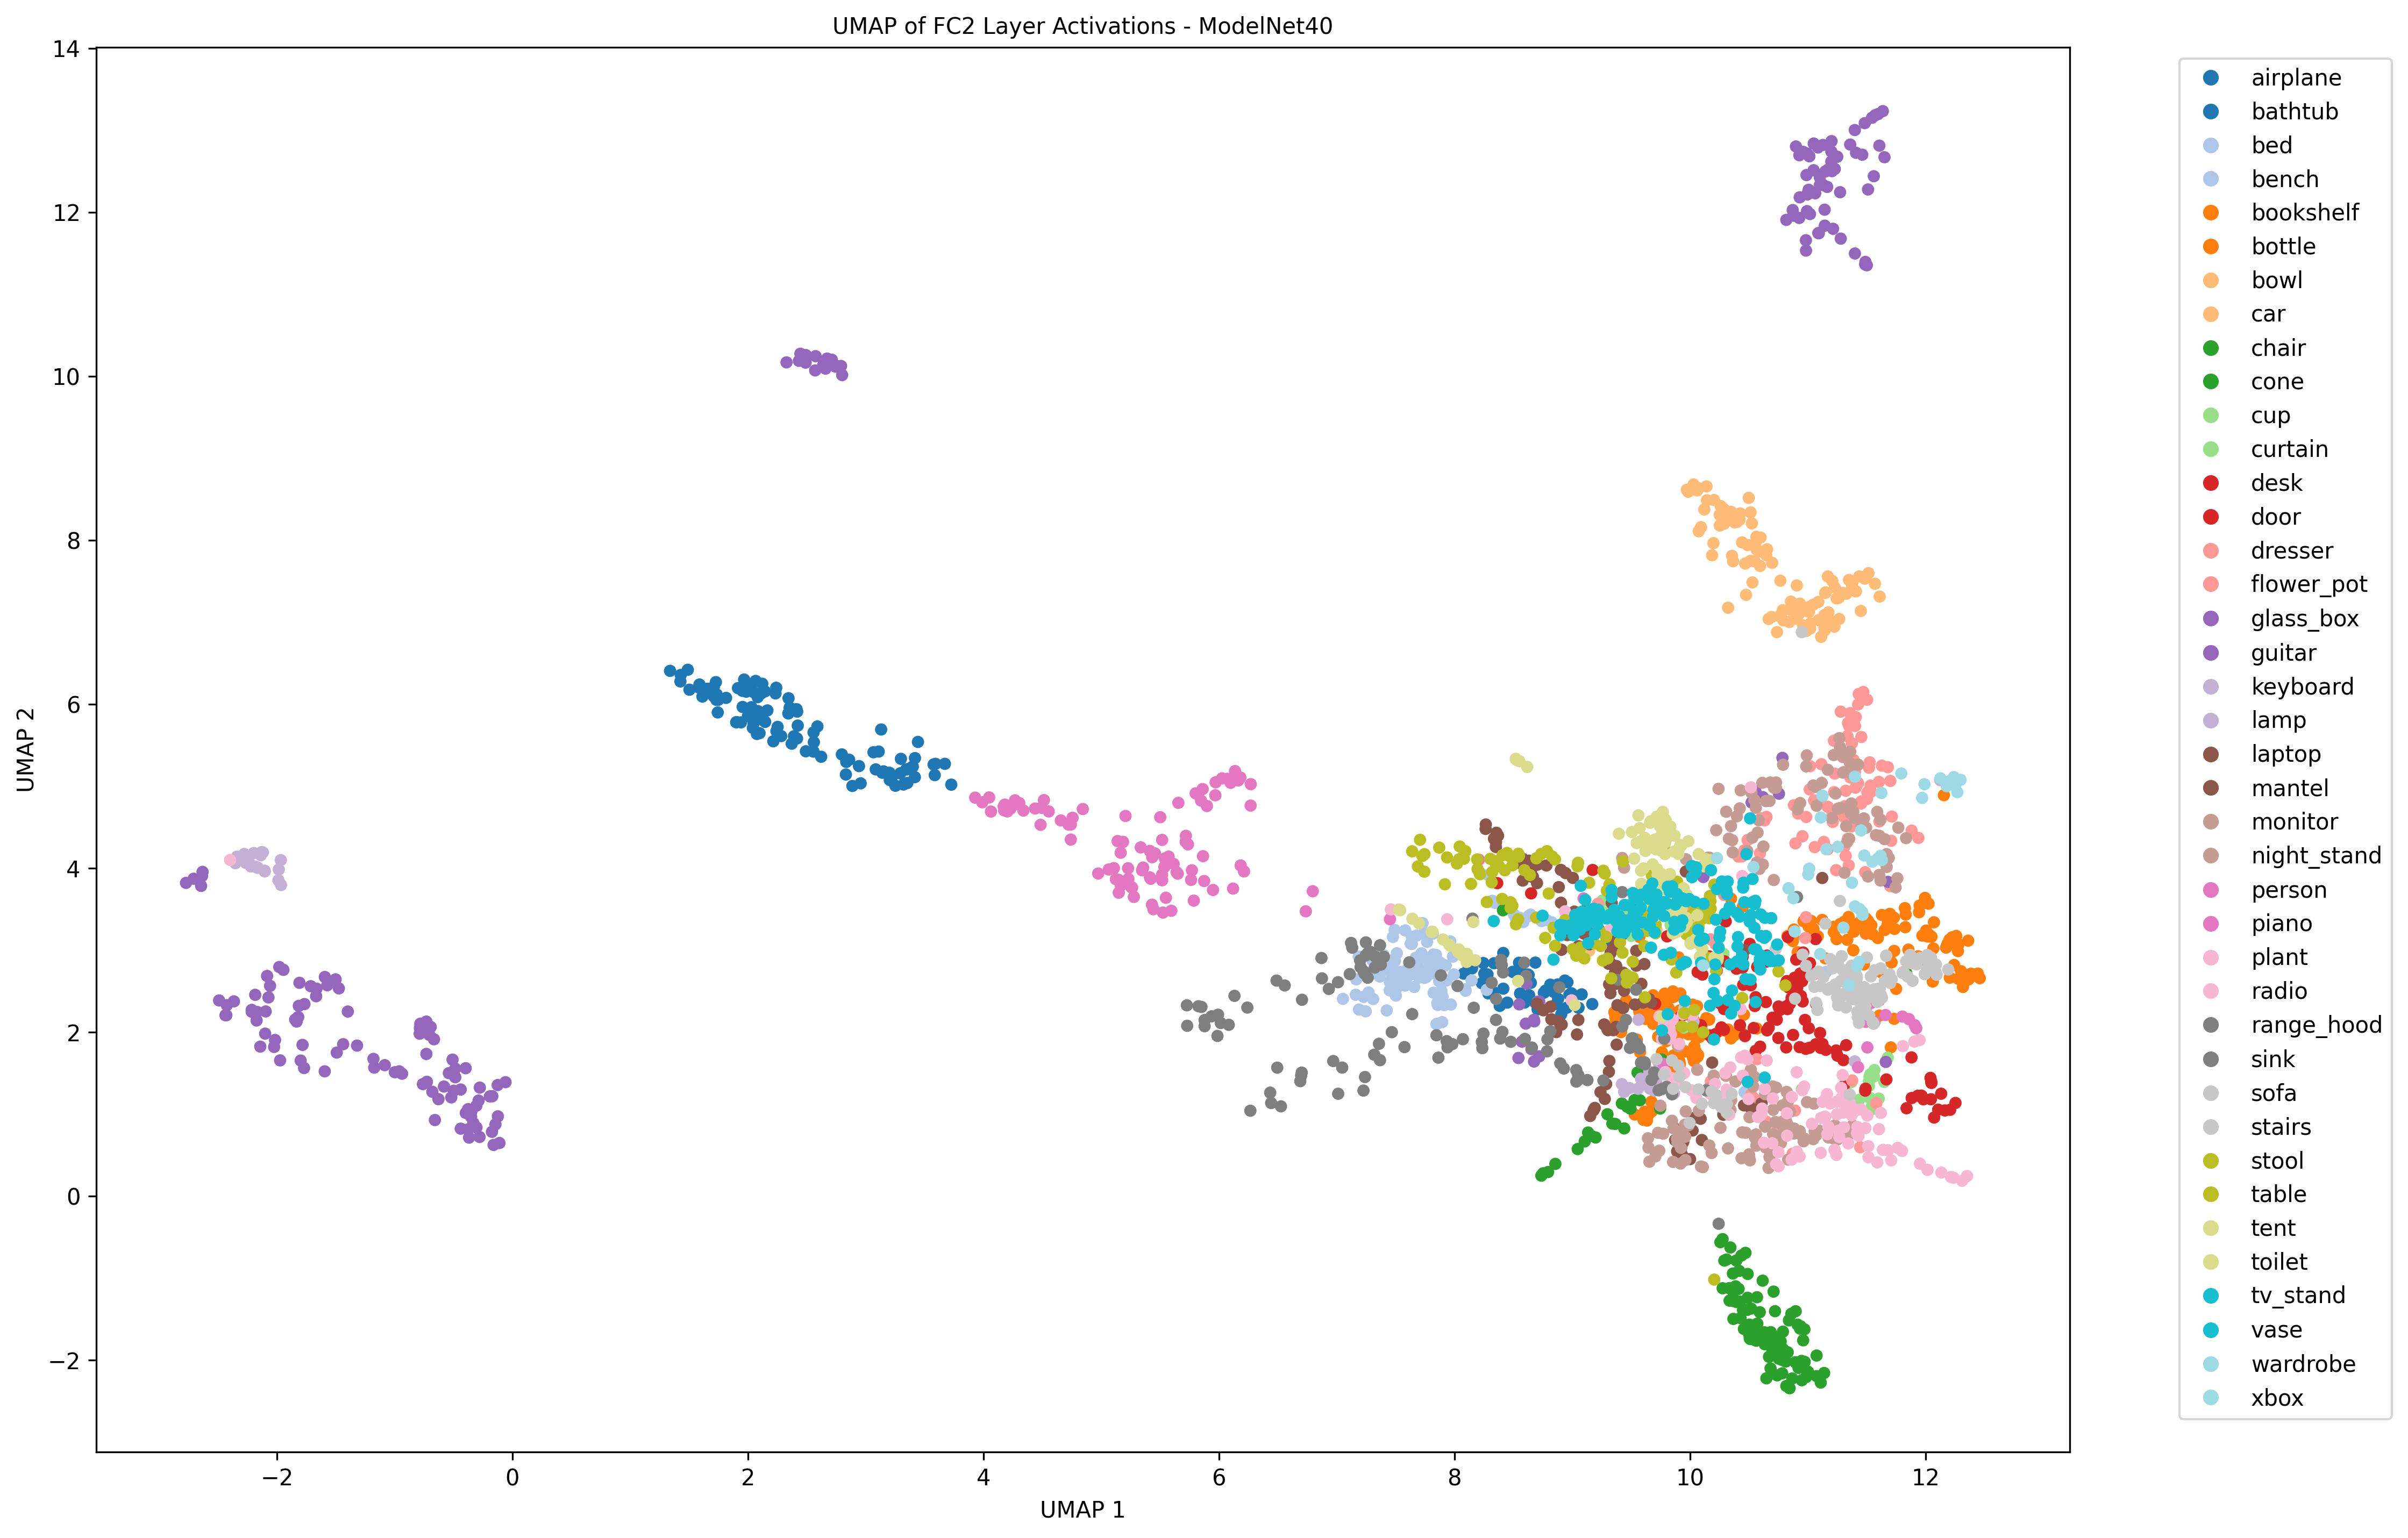 UMAP of FC2 Layer Activations - ModelNet40
14
12
10
8
6
4
2
0
−2
UMAP 2
−2
0
2
4
6
8
10
12
UMAP 1
airplane
bathtub
bed
bench
bookshelf
bottle
bowl
car
chair
cone
cup
curtain
desk
door
dresser
flower_pot
glass_box
guitar
keyboard
lamp
laptop
mantel
monitor
night_stand
person
piano
plant
radio
range_hood
sink
sofa
stairs
stool
table
tent
toilet
tv_stand
vase
wardrobe
xbox